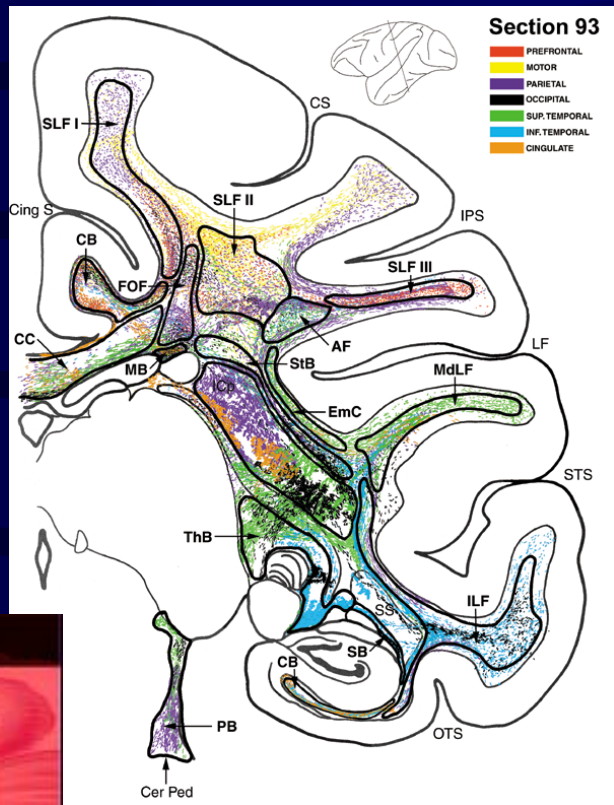 Section 93
PREFRONTAL
MOTOR
PARIETAL
OCCIPITAL
SUP. TEMPORAL
INF. TEMPORAL
CINGULATE
CS
SLF I
SLF II
IPS
Cing S
CB
FOF
SLF III
CC
AF
LF
MB
StB
MdLF
ICp
EmC
STS
ThB
SS
ILF
SB
CB
PB
OTS
Cer Ped